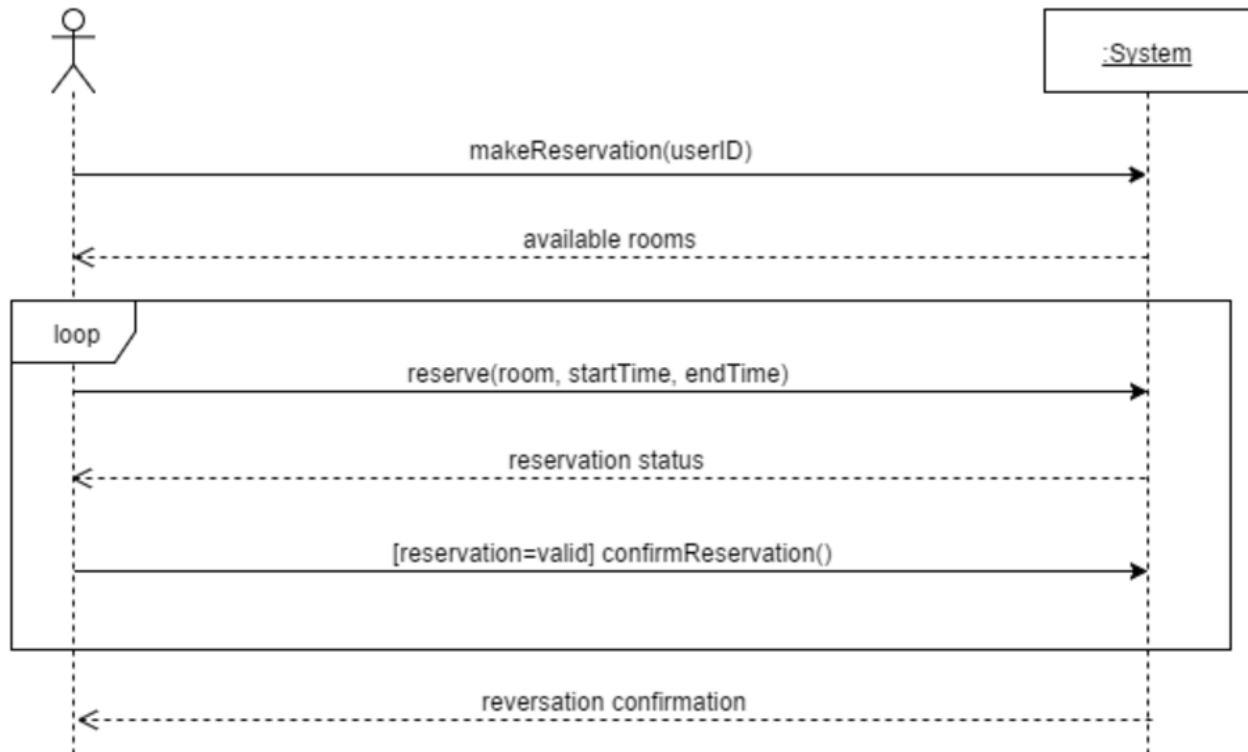 :System
makeReservation(userID)
available rooms
loop
reserve(room, startTime, endTime)
reservation status
[reservation=valid] confirmReservation()
reversation confirmation